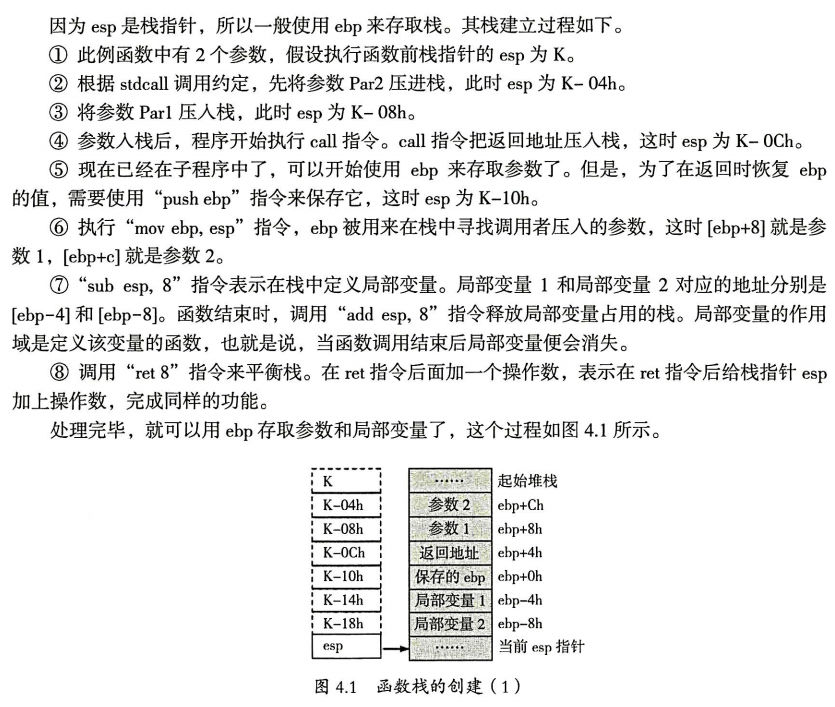 因为 esp 是栈指针，所以一般使用 ebp 来存取栈。其栈建立过程如下。
① 此例函数中有 2 个参数，假设执行函数前栈指针的 esp 为 K。
② 根据 stdcall 调用约定，先将参数 Par2 压进栈，此时 esp 为 K– 04h。
③ 将参数 Par1 压入栈，此时 esp 为 K– 08h。
④ 参数入栈后，程序开始执行 call 指令。call 指令把返回地址压入栈，这时 esp 为 K– 0Ch。
⑤ 现在已经在子程序中了，可以开始使用 ebp 来存取参数了。但是，为了在返回时恢复 ebp
的值，需要使用“push ebp”指令来保存它，这时 esp 为 K–10h。
⑥ 执行“mov ebp, esp”指令，ebp 被用来在栈中寻找调用者压入的参数，这时 [ebp+8] 就是参
数 1，[ebp+c] 就是参数 2。
⑦ “sub esp, 8”指令表示在栈中定义局部变量。局部变量 1 和局部变量 2 对应的地址分别是
[ebp–4] 和 [ebp–8]。函数结束时，调用“add esp, 8”指令释放局部变量占用的栈。局部变量的作用
域是定义该变量的函数，也就是说，当函数调用结束后局部变量便会消失。
⑧ 调用“ret 8”指令来平衡栈。在 ret 指令后面加一个操作数，表示在 ret 指令后给栈指针 esp
加上操作数，完成同样的功能。
处理完毕，就可以用 ebp 存取参数和局部变量了，这个过程如图 4.1 所示。
K …… 起始堆栈
K–04h 参数 2 ebp+Ch
K–08h 参数 1 ebp+8h
K–0Ch 返回地址 ebp+4h
K–10h 保存的 ebp ebp+0h
K–14h 局部变量 1 ebp–4h
K–18h 局部变量 2 ebp–8h
esp …… 当前 esp 指针
图 4.1 函数栈的创建（1）